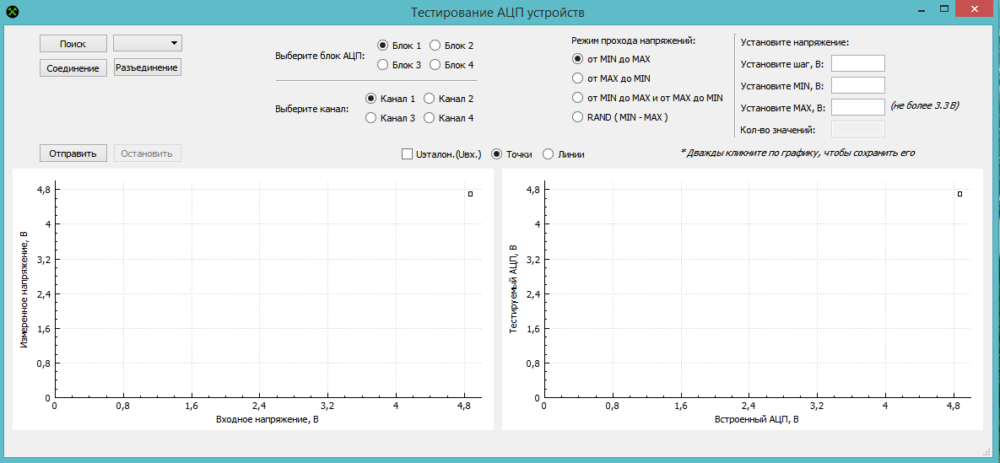 Тестирование АЦП устройств
Поиск
Соединение Разъединение
Выберите блок АЦП:
Блок 1 Блок 2
Блок 3 Блок 4
Выберите канал:
Канал 1 Канал 2
Канал 3 Канал 4
Режим прохода напряжений:
от MIN до MAX
от MAX до MIN
от MIN до MAX и от MAX до MIN
RAND ( MIN - MAX )
Установите напряжение:
Установите шаг, В:
Установите MIN, В:
Установите MAX, В: (не более 3.3 В)
Кол-во значений:
Отправить Остановить
Uэталон.(Uвх.) Точки Линии
* Дважды кликните по графику, чтобы сохранить его
Измеренное напряжение, В
4,8
4
3,2
2,4
1,6
0,8
0
0 0,8 1,6 2,4 3,2 4 4,8
Входное напряжение, В
Тестируемый АЦП, В
4,8
4
3,2
2,4
1,6
0,8
0
0 0,8 1,6 2,4 3,2 4 4,8
Встроенный АЦП, В